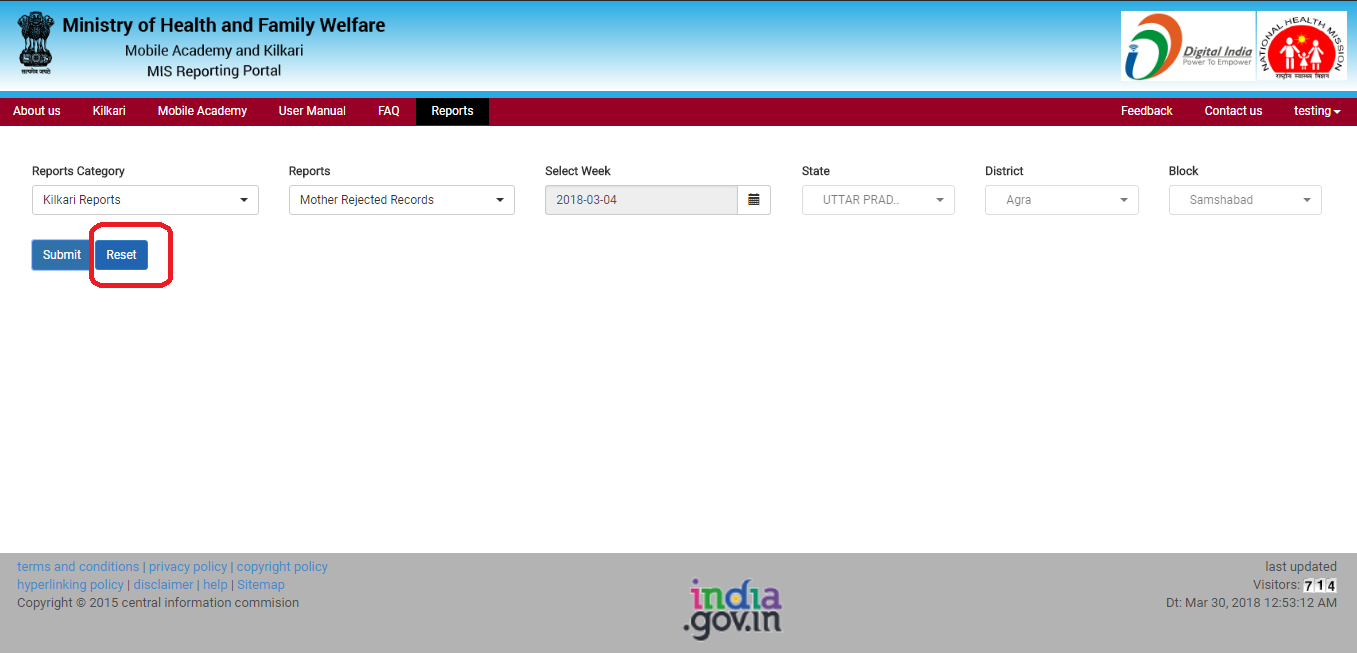 Ministry of Health and Family Welfare
Mobile Academy and Kilkari
MIS Reporting Portal
सत्यमेव जयते
Digital India
Power To Empower
NATIONAL HEALTH MISSION
राष्ट्रीय स्वास्थ्य मिशन
About us
Kilkari
Mobile Academy
User Manual
FAQ
Reports
Feedback
Contact us
testing
Reports Category
Reports
Select Week
State
District
Block
Kilkari Reports
Mother Rejected Records
2018-03-04
UTTAR PRAD..
Agra
Samshabad
Submit
Reset
terms and conditions | privacy policy | copyright policy
hyperlinking policy | disclaimer | help | Sitemap
Copyright © 2015 central information commision
india
.gov.in
last updated
Visitors: 714
Dt: Mar 30, 2018 12:53:12 AM